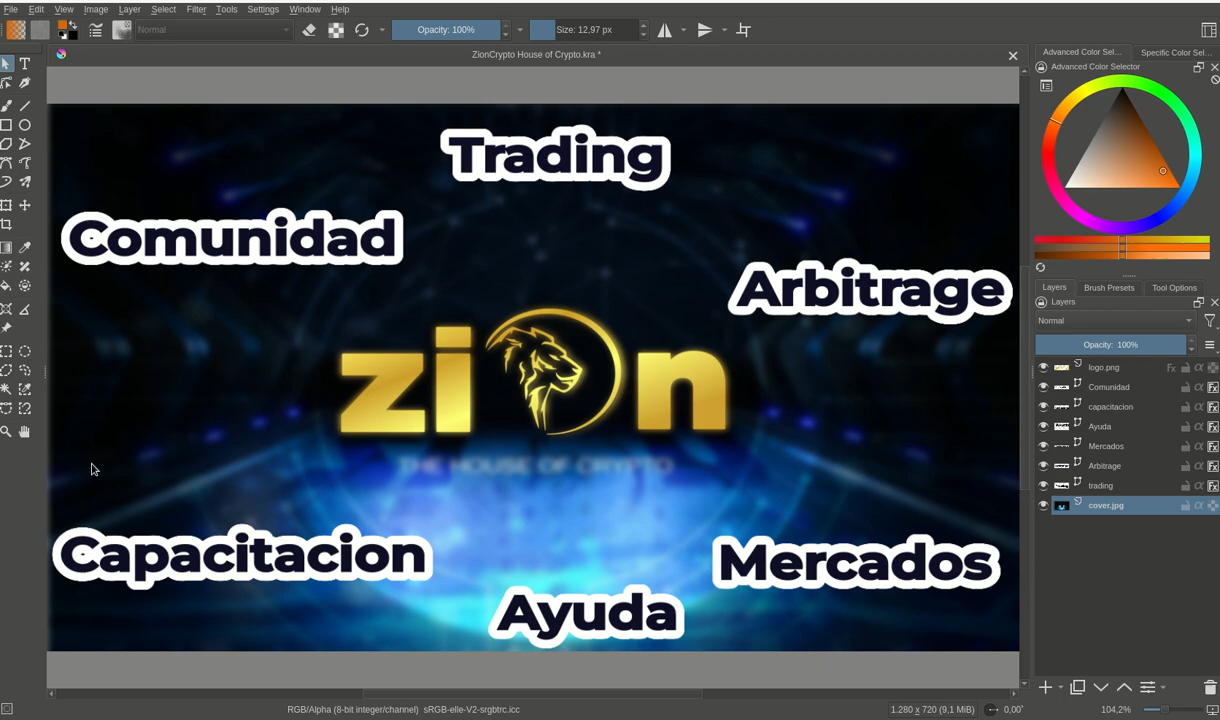 File Edit View Image Layer Select Filter Tools Settings Window Help
Normal
Opacity: 100%
Size: 12,97 px
ZionCrypto House of Crypto.kra *
Advanced Color Sel... Specific Color Sel...
Advanced Color Selector
Trading
Comunidad
Arbitrage
zion
THE HOUSE OF CRYPTO
Capacitacion
Mercados
Ayuda
Layers Brush Presets Tool Options
Layers
Normal
Opacity: 100%
logo.png
Comunidad
capacitacion
Ayuda
Mercados
Arbitrage
trading
cover.jpg
RGB/Alpha (8-bit integer/channel) sRGB-elle-V2-srgbtrc.icc
1.280 x 720 (9,1 MiB)
0,00°
104,2%